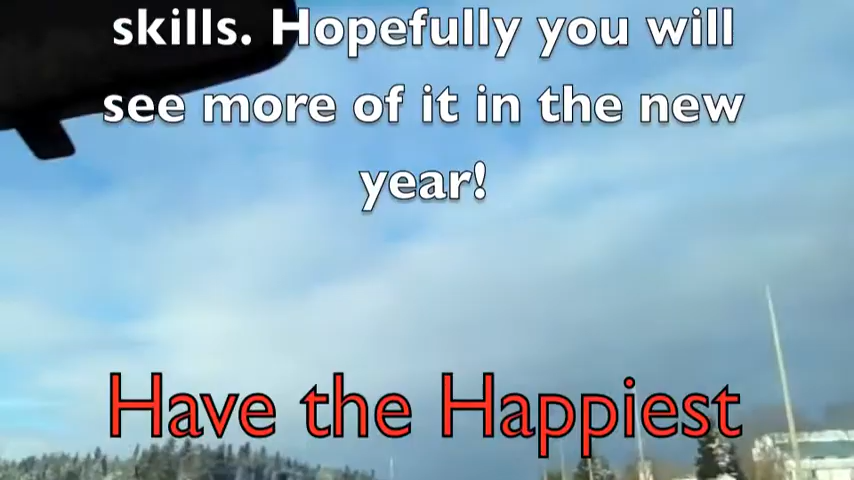 skills. Hopefully you will
see more of it in the new
year!
Have the Happiest